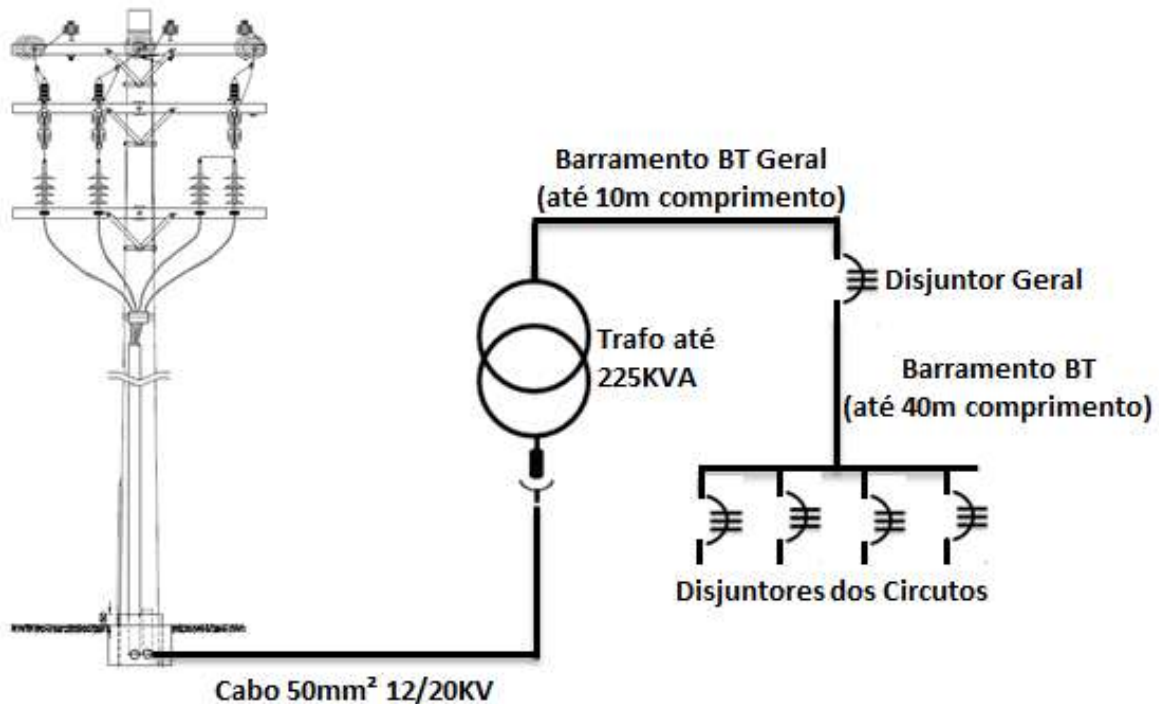 Barramento BT Geral
(até 10m comprimento)
Disjuntor Geral
Trafo até
225KVA
Barramento BT
(até 40m comprimento)
Disjuntores dos Circutos
Cabo 50mm² 12/20KV